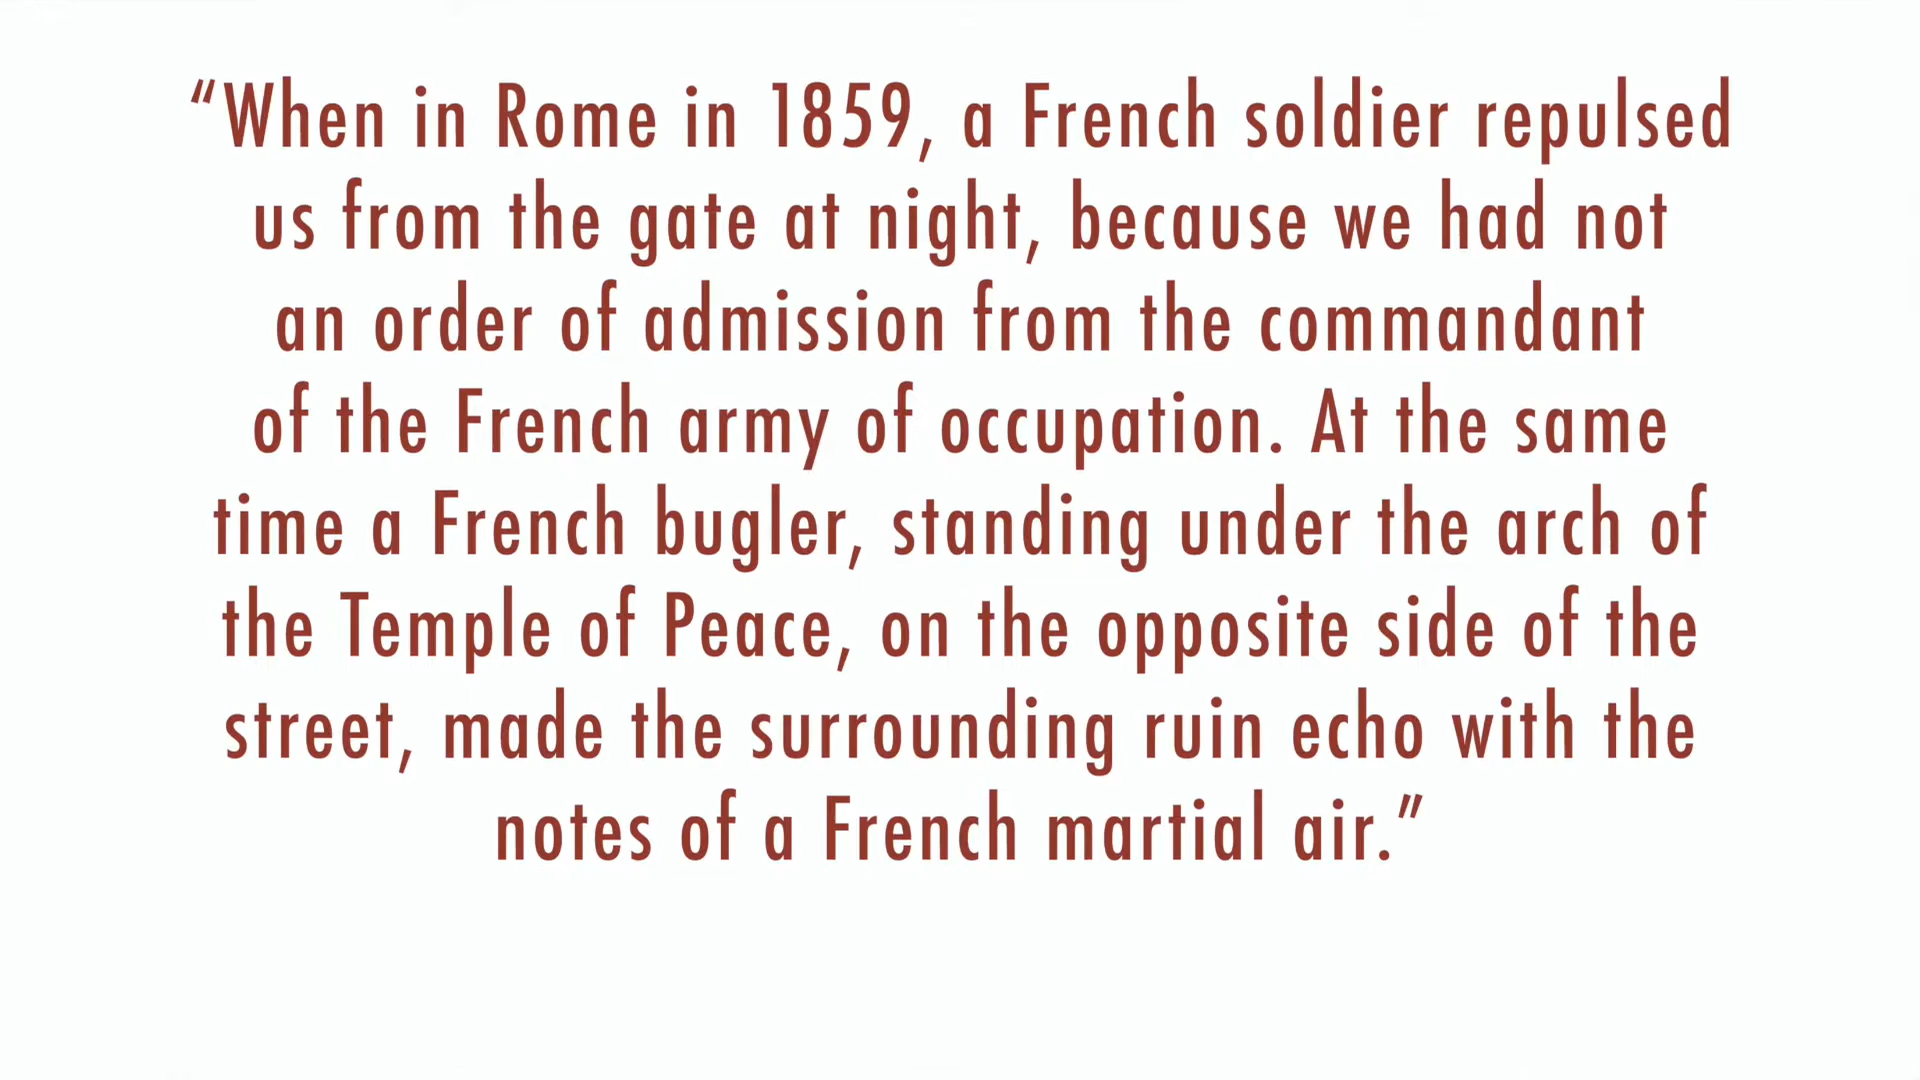 “When in Rome in 1859, a French soldier repulsed
us from the gate at night, because we had not
an order of admission from the commandant
of the French army of occupation. At the same
time a French bugler, standing under the arch of
the Temple of Peace, on the opposite side of the
street, made the surrounding ruin echo with the
notes of a French martial air.”